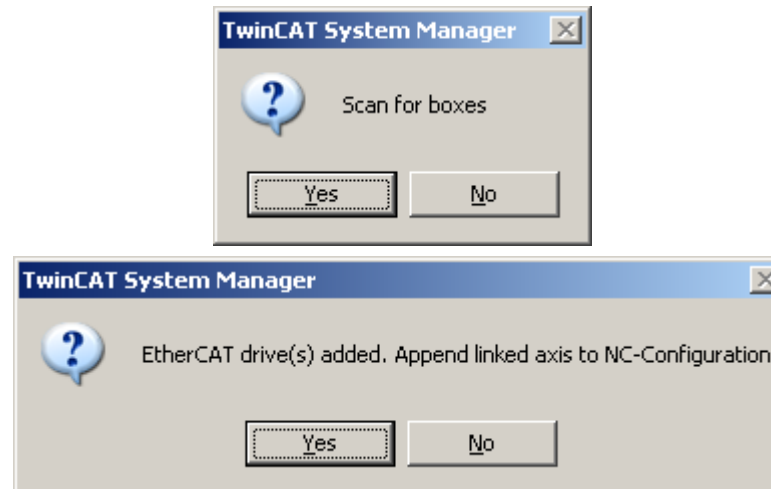 TwinCAT System Manager
Scan for boxes
Yes No
TwinCAT System Manager
EtherCAT drive(s) added. Append linked axis to NC-Configuration
Yes No